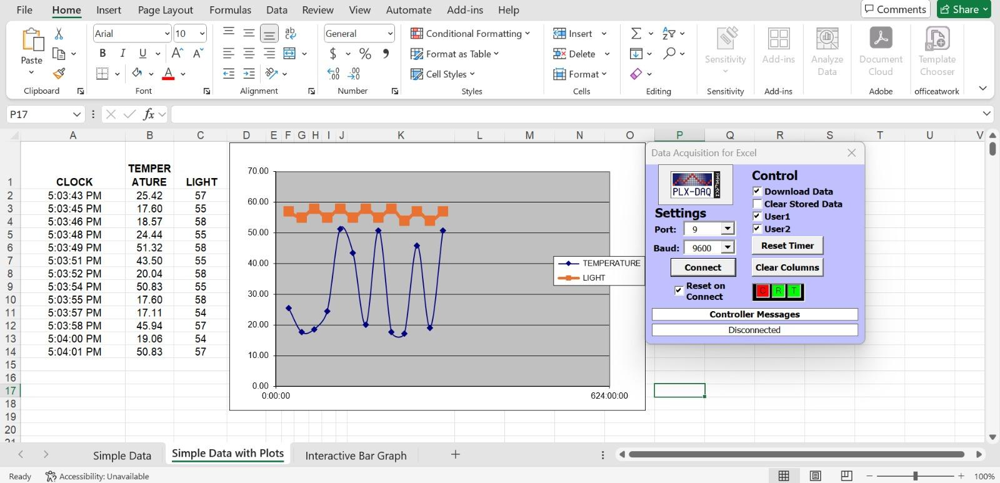 File Home Insert Page Layout Formulas Data Review View Automate Add-ins Help Comments Share
Paste Arial 10 General Conditional Formatting Insert Sensitivity Add-ins Analyze Data Document Cloud Template Chooser
B I U A A $ % , Format as Table Delete
A ab .00 .00 Cell Styles Format
Clipboard Font Alignment Number Styles Cells Editing Sensitivity Add-ins Adobe officeatwork
P17 fx
A B C D E F G H I J K L M N O P Q R S T U V
1 CLOCK TEMPER ATURE LIGHT
2 5:03:43 PM 25.42 57
3 5:03:45 PM 17.60 55
4 5:03:46 PM 18.57 58
5 5:03:48 PM 24.44 55
6 5:03:49 PM 51.32 58
7 5:03:51 PM 43.50 55
8 5:03:52 PM 20.04 58
9 5:03:54 PM 50.83 55
10 5:03:55 PM 17.60 58
11 5:03:57 PM 17.11 54
12 5:03:58 PM 45.94 57
13 5:04:00 PM 19.06 54
14 5:04:01 PM 50.83 57
15
16
17
18
19
20
21
70.00
60.00
50.00
40.00
30.00
20.00
10.00
0.00
0:00:00 624:00:00
TEMPERATURE
LIGHT
Data Acquisition for Excel
PLX-DAQ
PARALLAX
Settings
Port: 9
Baud: 9600
Connect
Reset on
Connect
Control
Download Data
Clear Stored Data
User1
User2
Reset Timer
Clear Columns
C R T
Controller Messages
Disconnected
Simple Data Simple Data with Plots Interactive Bar Graph
Ready Accessibility: Unavailable 100%